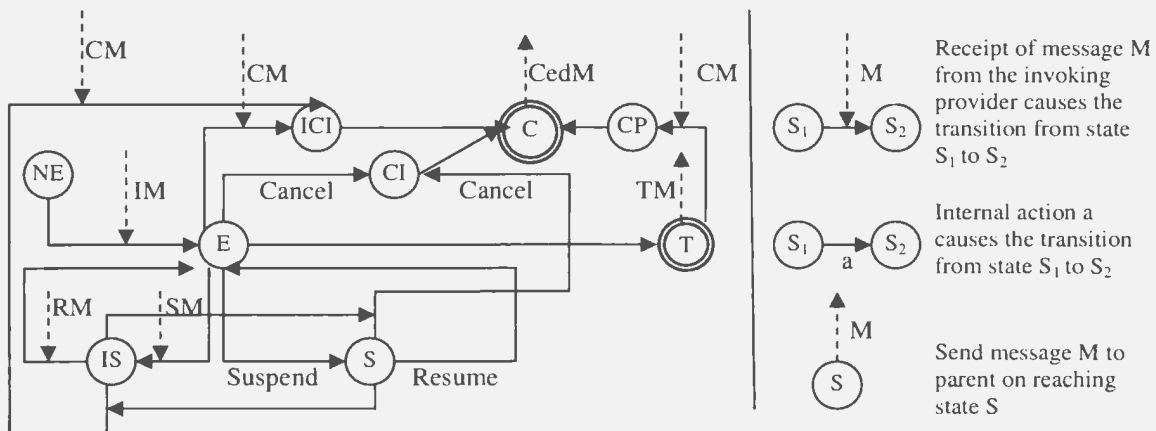 CM
CM
CedM
CM
ICI
C
CP
NE
CI
IM
Cancel
Cancel
TM
E
T
RM
SM
IS
S
Suspend
Resume
M
S1
S2
Receipt of message M
from the invoking
provider causes the
transition from state
S1 to S2
S1
S2
a
Internal action a
causes the transition
from state S1 to S2
M
S
Send message M to
parent on reaching
state S